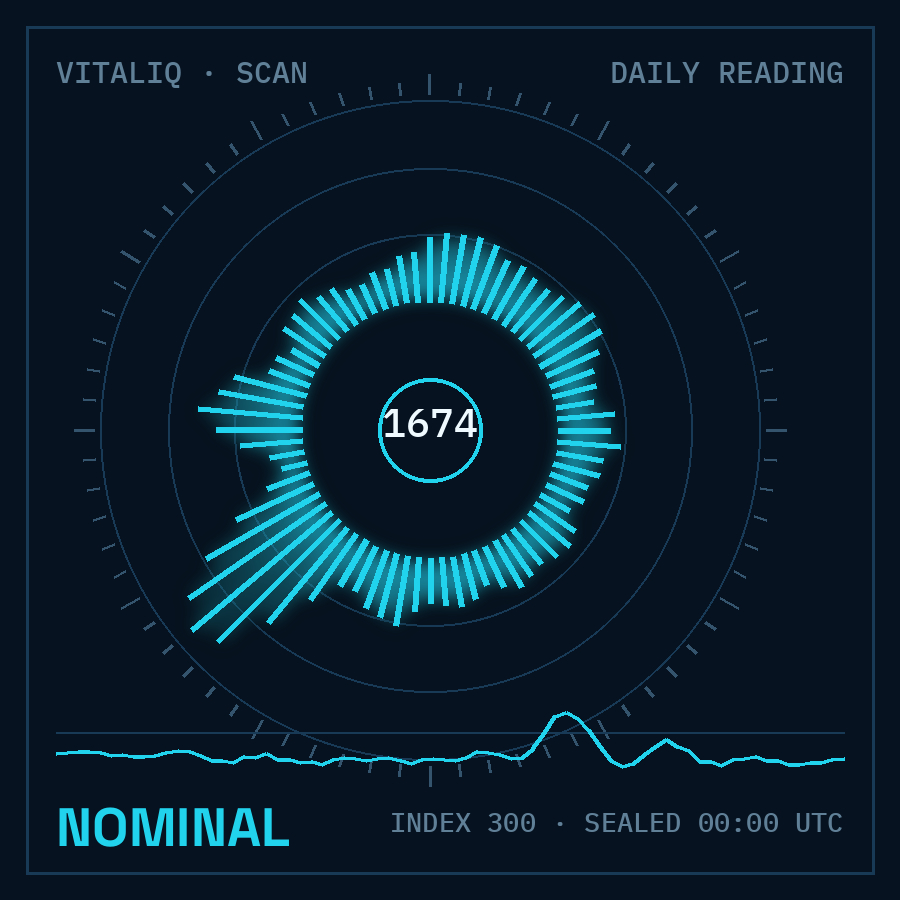 VITALIQ · SCAN
DAILY READING
1674
NOMINAL
INDEX 300 · SEALED 00:00 UTC